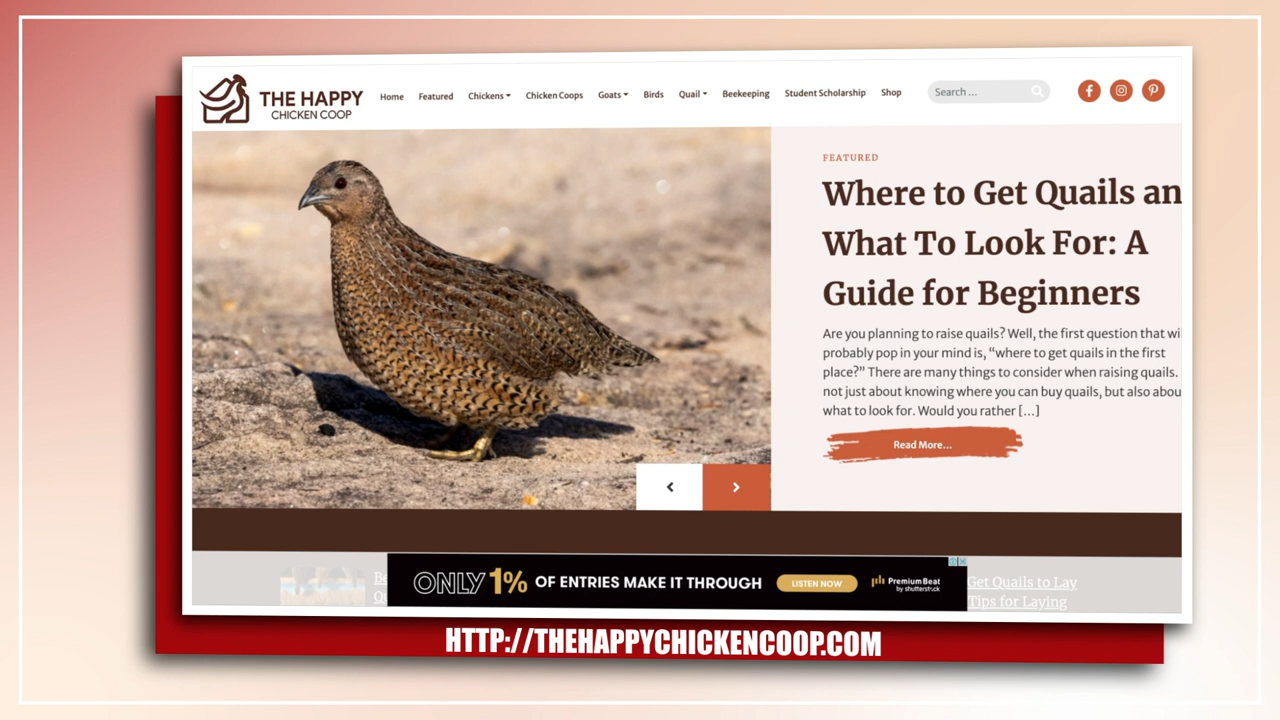 THE HAPPY
CHICKEN COOP
Home Featured Chickens Chicken Coops Goats Birds Quail Beekeeping Student Scholarship Shop
Search ...
FEATURED
Where to Get Quails an
What To Look For: A
Guide for Beginners
Are you planning to raise quails? Well, the first question that wi
probably pop in your mind is, “where to get quails in the first
place?” There are many things to consider when raising quails.
not just about knowing where you can buy quails, but also abou
what to look for. Would you rather [...]
Read More...
ONLY 1% OF ENTRIES MAKE IT THROUGH
LISTEN NOW
PremiumBeat
by shutterstock
Get Quails to Lay
Tips for Laying
HTTP://THEHAPPYCHICKENCOOP.COM